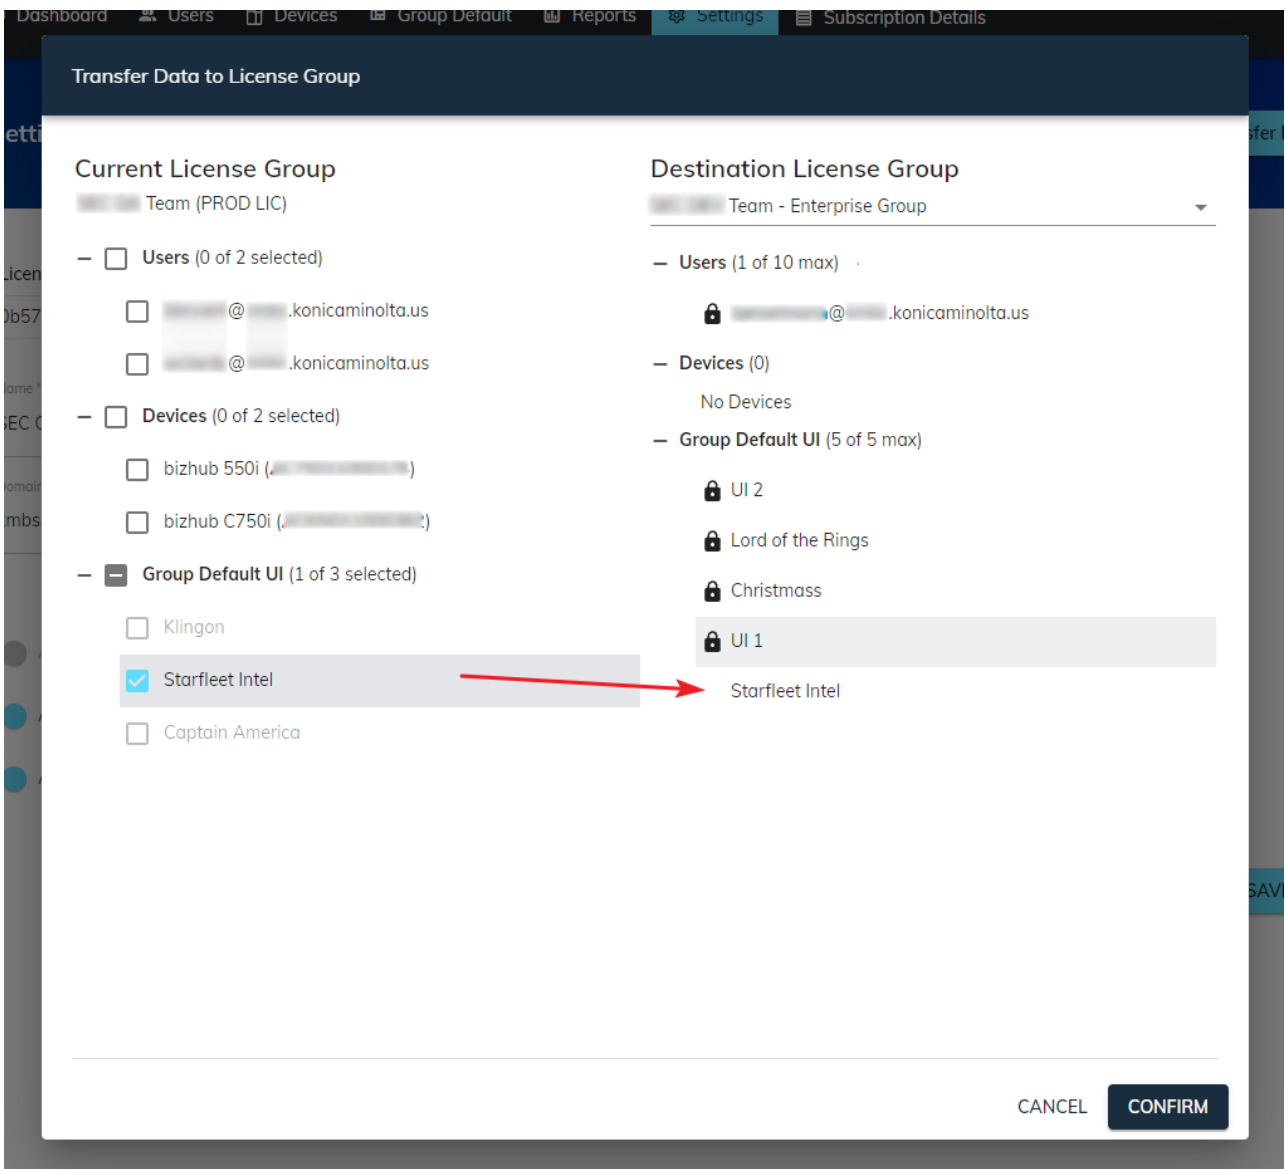 Dashboard Users Devices Group Default Reports Settings Subscription Details
Transfer Data to License Group
Current License Group
Team (PROD LIC)
Users (0 of 2 selected)
@ .konicaminolta.us
@ .konicaminolta.us
Devices (0 of 2 selected)
bizhub 550i ( )
bizhub C750i ( )
Group Default UI (1 of 3 selected)
Klingon
Starfleet Intel
Captain America
Destination License Group
Team - Enterprise Group
Users (1 of 10 max)
@ .konicaminolta.us
Devices (0)
No Devices
Group Default UI (5 of 5 max)
UI 2
Lord of the Rings
Christmass
UI 1
Starfleet Intel
CANCEL CONFIRM